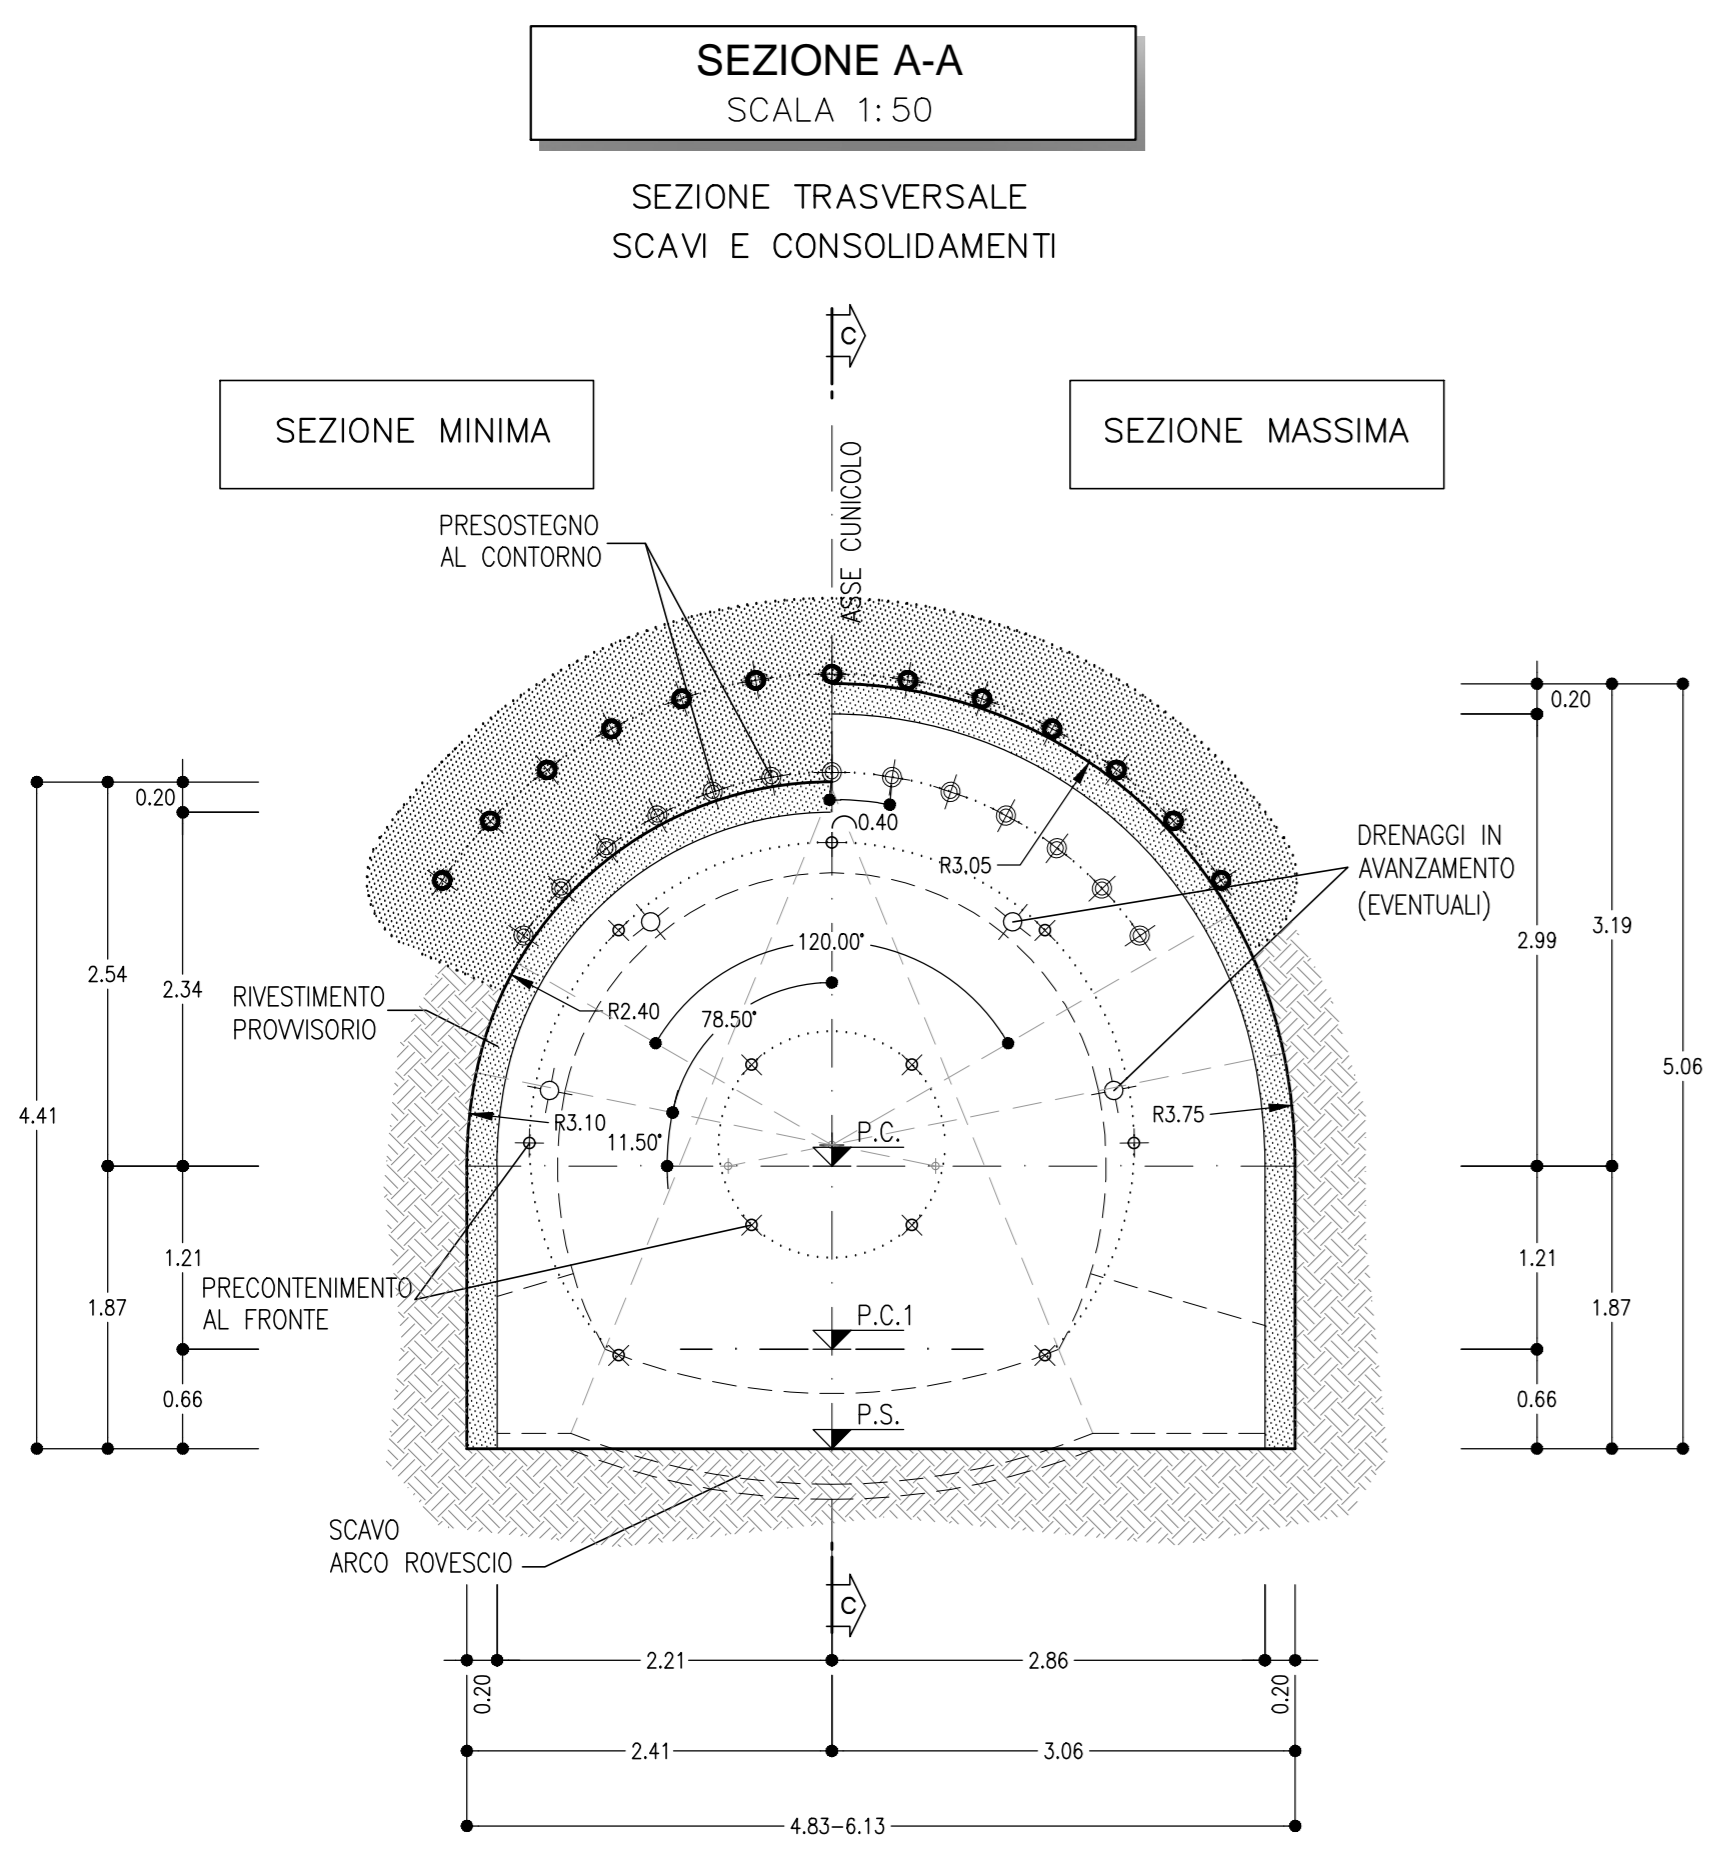 SEZIONE A-A
SCALA 1:50
SEZIONE TRASVERSALE
SCAVI E CONSOLIDAMENTI
C
SEZIONE MINIMA
SEZIONE MASSIMA
ASSE CUNICOLO
PRESOSTEGNO
AL CONTORNO
0.20
0.20
0.40
R3.05
DRENAGGI IN
AVANZAMENTO
(EVENTUALI)
120.00°
2.99
3.19
2.54
2.34
RIVESTIMENTO
PROVVISORIO
R2.40
78.50°
5.06
4.41
R3.10
R3.75
11.50°
P.C.
1.21
1.21
PRECONTENIMENTO
AL FRONTE
1.87
1.87
P.C.1
0.66
0.66
P.S.
SCAVO
ARCO ROVESCIO
C
2.21
2.86
0.20
0.20
2.41
3.06
4.83-6.13